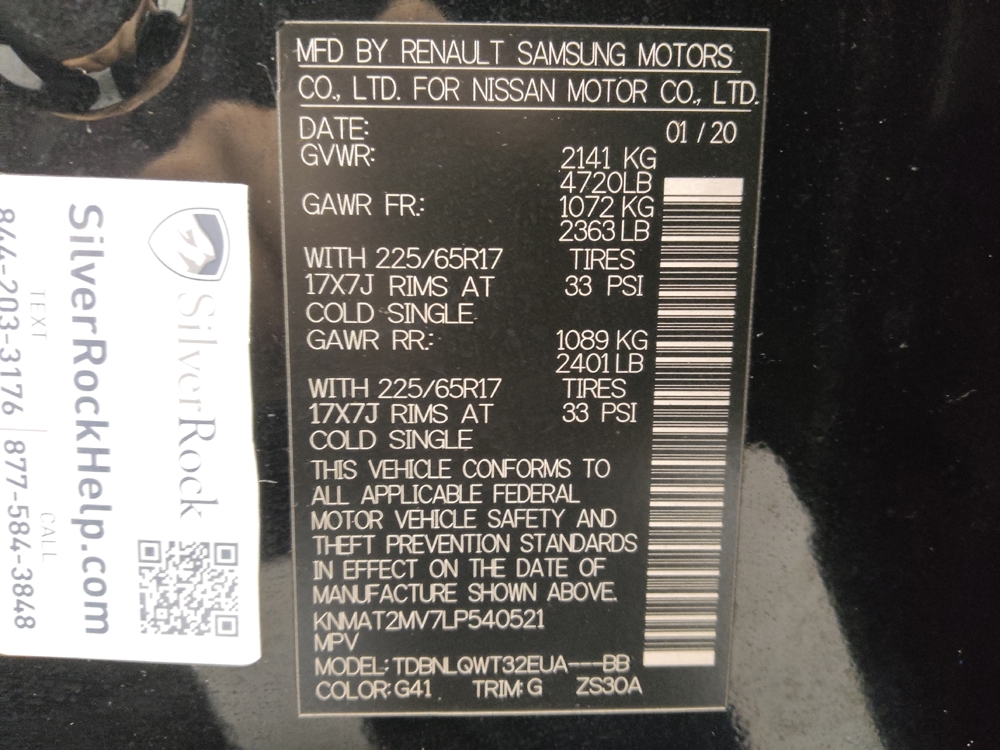 MFD BY RENAULT SAMSUNG MOTORS
CO., LTD. FOR NISSAN MOTOR CO., LTD.
DATE: 01 / 20
GVWR: 2141 KG
4720LB
GAWR FR.: 1072 KG
2363 LB
WITH 225/65R17 TIRES
17X7J RIMS AT 33 PSI
COLD SINGLE
GAWR RR.: 1089 KG
2401 LB
WITH 225/65R17 TIRES
17X7J RIMS AT 33 PSI
COLD SINGLE
THIS VEHICLE CONFORMS TO
ALL APPLICABLE FEDERAL
MOTOR VEHICLE SAFETY AND
THEFT PREVENTION STANDARDS
IN EFFECT ON THE DATE OF
MANUFACTURE SHOWN ABOVE.
KNMAT2MV7LP540521
MPV
MODEL: TDBNLQWT32EUA---BB
COLOR: G41 TRIM: G ZS30A
SilverRock
SilverRockHelp.com
TEXT CALL
844-203-3176 | 877-584-3848